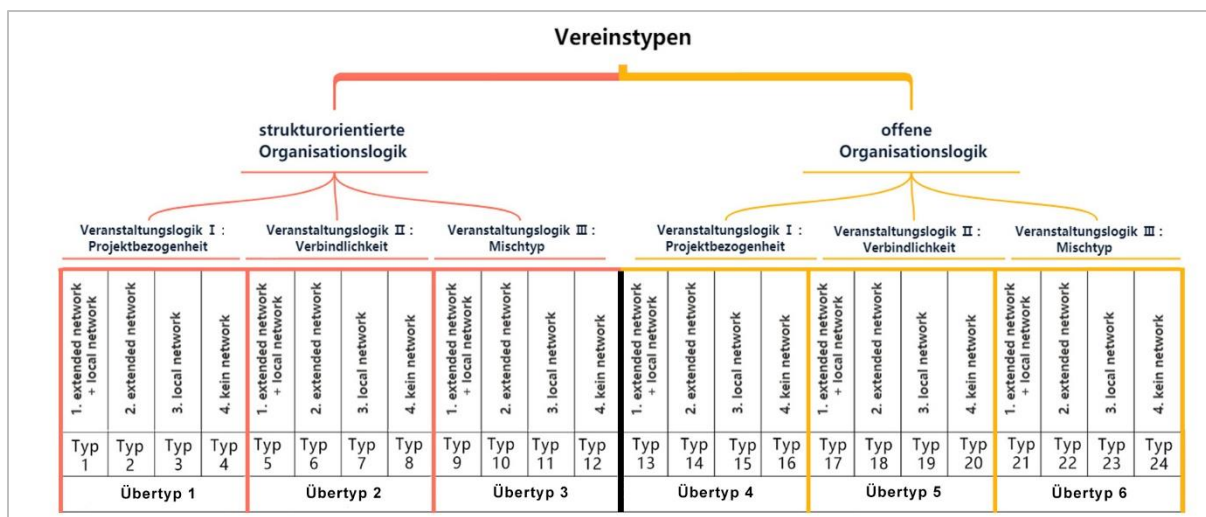 Vereinstypen
strukturorientierte
Organisationslogik
offene
Organisationslogik
Veranstaltungslogik Ⅰ :
Projektbezogenheit
Veranstaltungslogik Ⅱ :
Verbindlichkeit
Veranstaltungslogik Ⅲ :
Mischtyp
Veranstaltungslogik Ⅰ :
Projektbezogenheit
Veranstaltungslogik Ⅱ :
Verbindlichkeit
Veranstaltungslogik Ⅲ :
Mischtyp
1. extended network
+ local network
2. extended network
3. local network
4. kein network
1. extended network
+ local network
2. extended network
3. local network
4. kein network
1. extended network
+ local network
2. extended network
3. local network
4. kein network
1. extended network
+ local network
2. extended network
3. local network
4. kein network
1. extended network
+ local network
2. extended network
3. local network
4. kein network
1. extended network
+ local network
2. extended network
3. local network
4. kein network
Typ
1
Typ
2
Typ
3
Typ
4
Typ
5
Typ
6
Typ
7
Typ
8
Typ
9
Typ
10
Typ
11
Typ
12
Typ
13
Typ
14
Typ
15
Typ
16
Typ
17
Typ
18
Typ
19
Typ
20
Typ
21
Typ
22
Typ
23
Typ
24
Übertyp 1
Übertyp 2
Übertyp 3
Übertyp 4
Übertyp 5
Übertyp 6